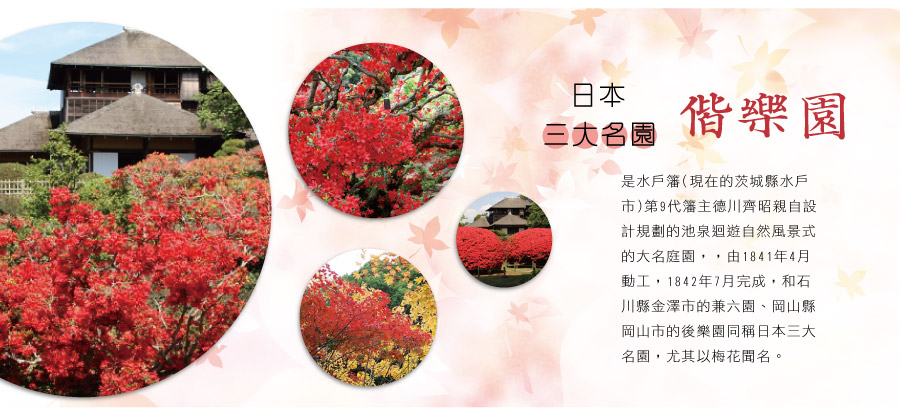 日本
三大名園
偕樂園
是水戶籓(現在的茨城縣水戶
市)第9代藩主德川齊昭親自設
計規劃的池泉迴遊自然風景式
的大名庭園，，由1841年4月
動工，1842年7月完成，和石
川縣金澤市的兼六園、岡山縣
岡山市的後樂園同稱日本三大
名園，尤其以梅花聞名。